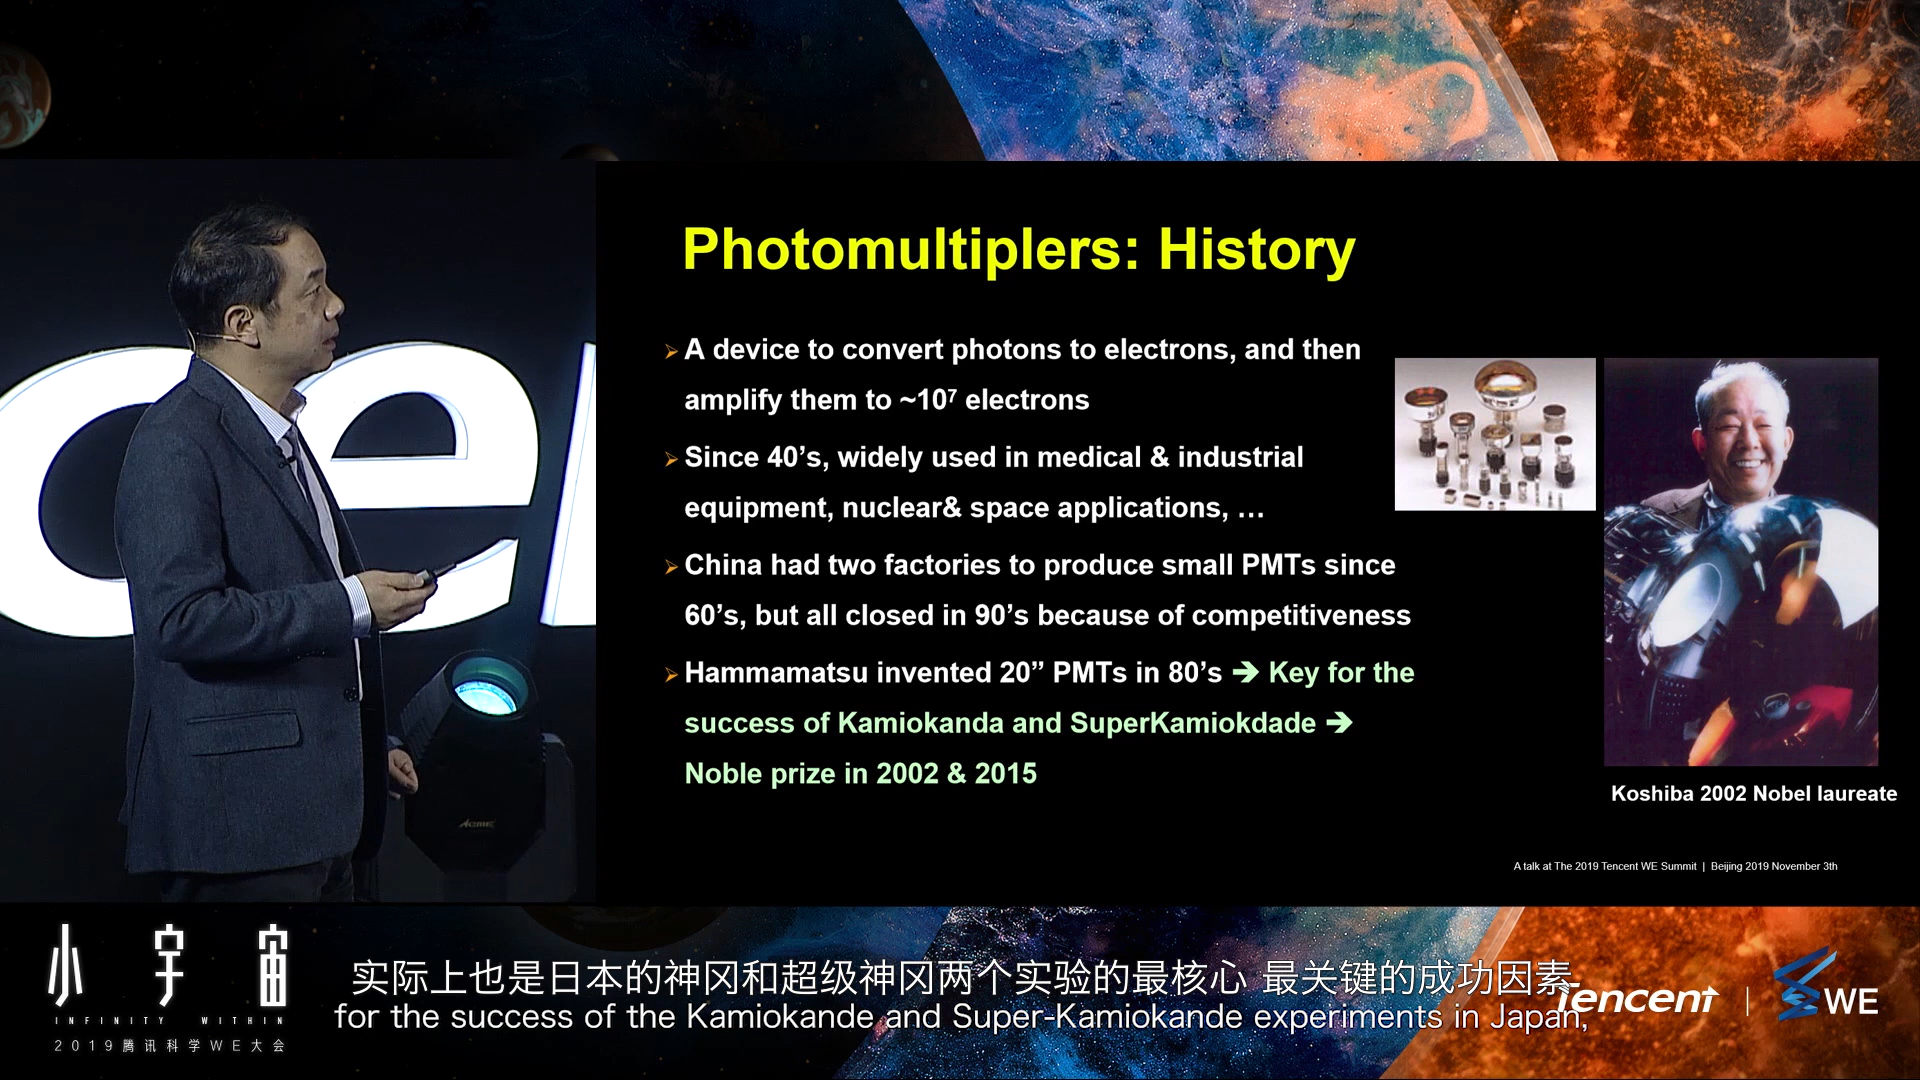 Photomultiplers: History
A device to convert photons to electrons, and then
amplify them to ~10⁷ electrons
Since 40’s, widely used in medical & industrial
equipment, nuclear& space applications, …
China had two factories to produce small PMTs since
60’s, but all closed in 90’s because of competitiveness
Hammamatsu invented 20” PMTs in 80’s ➔ Key for the
success of Kamiokanda and SuperKamiokdade ➔
Noble prize in 2002 & 2015
Koshiba 2002 Nobel laureate
A talk at The 2019 Tencent WE Summit | Beijing 2019 November 3th
小宇宙
INFINITY WITHIN
2019腾讯科学WE大会
实际上也是日本的神冈和超级神冈两个实验的最核心 最关键的成功因素
for the success of the Kamiokande and Super-Kamiokande experiments in Japan,
Tencent | WE